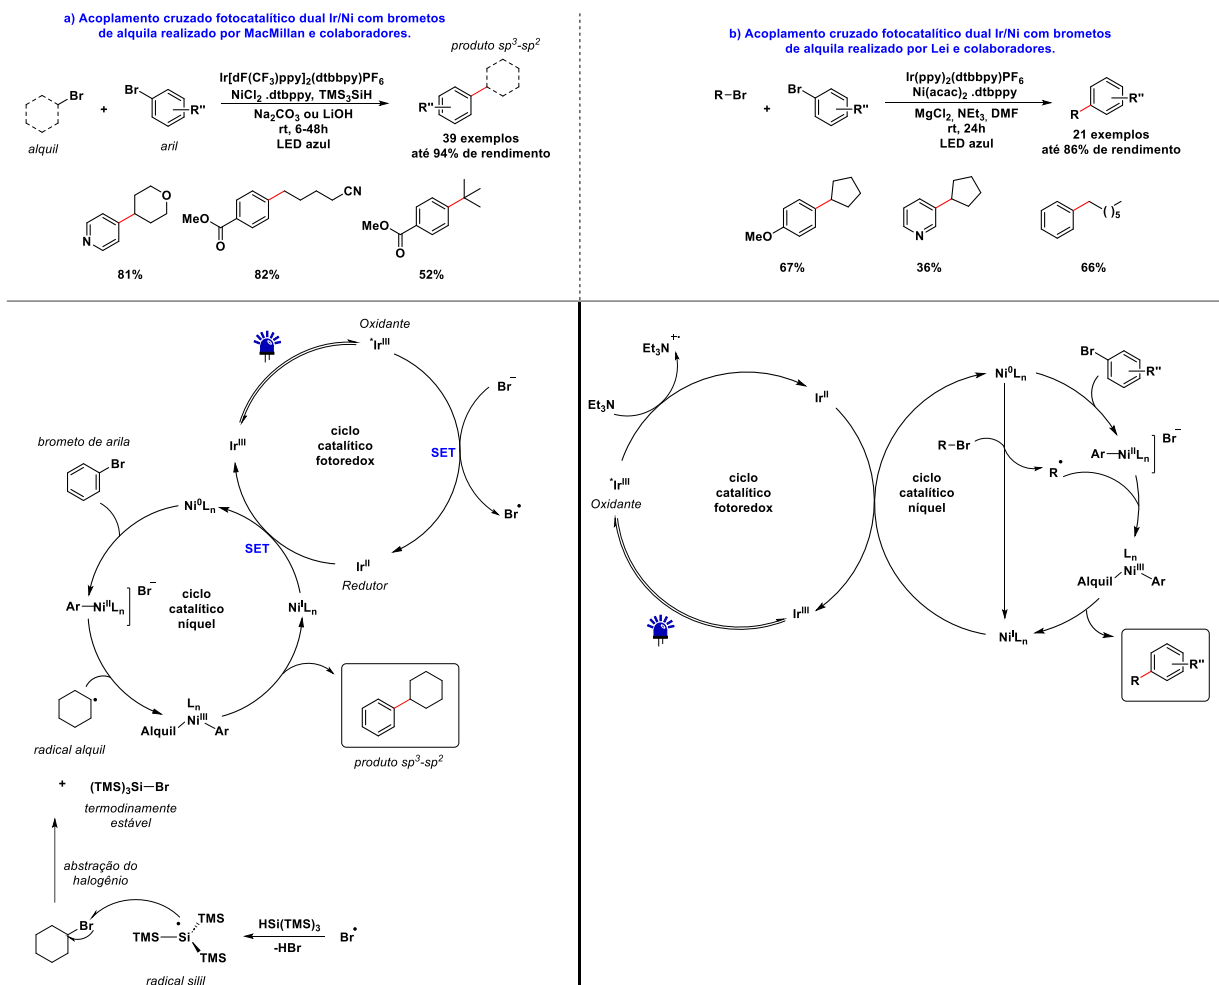 a) Acoplamento cruzado fotocatalítico dual Ir/Ni com brometos
de alquila realizado por MacMillan e colaboradores.
Br
alquil
+
Br
R"
aril
Ir[dF(CF3)ppy]2(dtbbpy)PF6
NiCl2 .dtbppy, TMS3SiH
Na2CO3 ou LiOH
rt, 6-48h
LED azul
produto sp³-sp²
R"
39 exemplos
até 94% de rendimento
N
O
81%
MeO
O
CN
82%
MeO
O
52%
b) Acoplamento cruzado fotocatalítico dual Ir/Ni com brometos
de alquila realizado por Lei e colaboradores.
R–Br
+
Br
R"
Ir(ppy)2(dtbbpy)PF6
Ni(acac)2 .dtbppy
MgCl2, NEt3, DMF
rt, 24h
LED azul
R
R"
21 exemplos
até 86% de rendimento
MeO
67%
N
36%
( )5
66%
Oxidante
*IrIII
Br–
IrIII
ciclo
catalítico
fotoredox
SET
Br•
brometo de arila
Br
Ni0Ln
SET
IrII
Redutor
Ar–NiIILn
]
Br–
ciclo
catalítico
níquel
NiILn
radical alquil
Ln
NiIII
Alquil
Ar
produto sp³-sp²
+
(TMS)3Si–Br
termodinamente
estável
abstração do
halogênio
Br
TMS
TMS–Si
TMS
•
radical silil
HSi(TMS)3
-HBr
Br•
Et3N+•
Et3N
IrII
*IrIII
Oxidante
ciclo
catalítico
fotoredox
IrIII
Ni0Ln
Br
R"
R–Br
R•
Ar–NiIILn
]
Br–
ciclo
catalítico
níquel
Ln
NiIII
Alquil
Ar
NiILn
R
R"